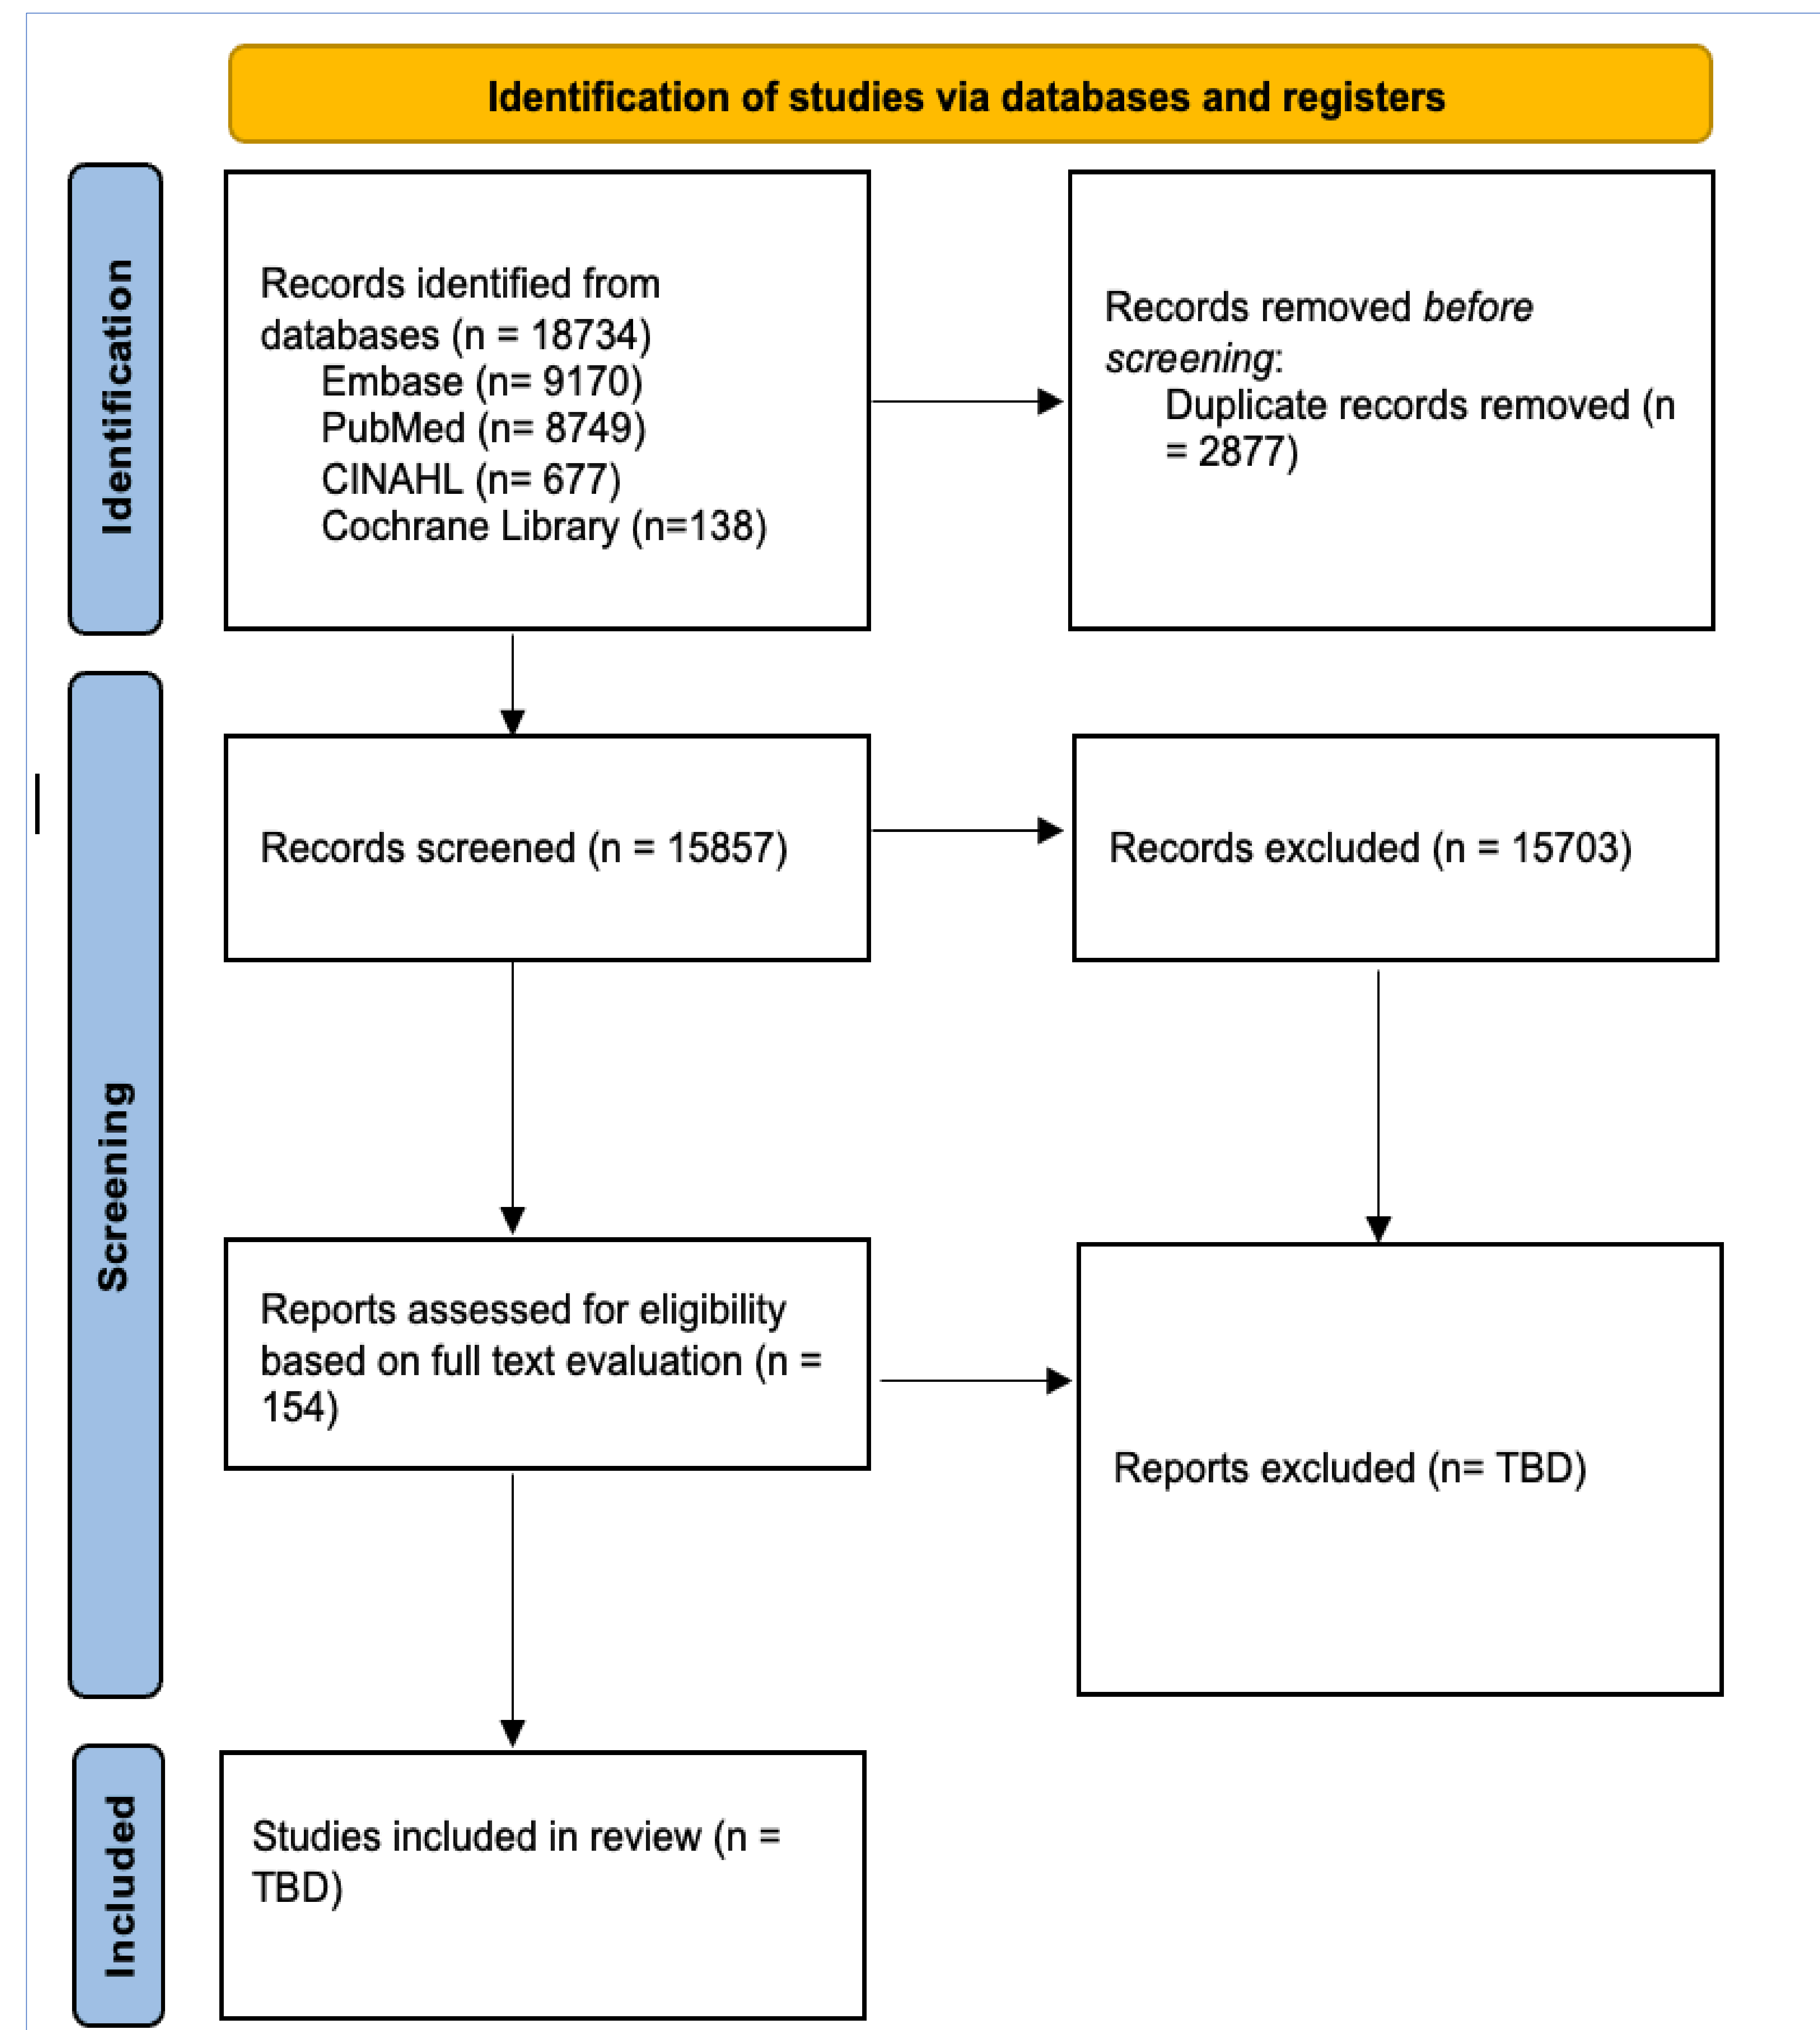 Identification of studies via databases and registers
Identification
Records identified from
databases (n = 18734)
Embase (n= 9170)
PubMed (n= 8749)
CINAHL (n= 677)
Cochrane Library (n=138)
Records removed before
screening:
Duplicate records removed (n
= 2877)
Screening
Records screened (n = 15857)
Records excluded (n = 15703)
Reports assessed for eligibility
based on full text evaluation (n =
154)
Reports excluded (n= TBD)
Included
Studies included in review (n =
TBD)